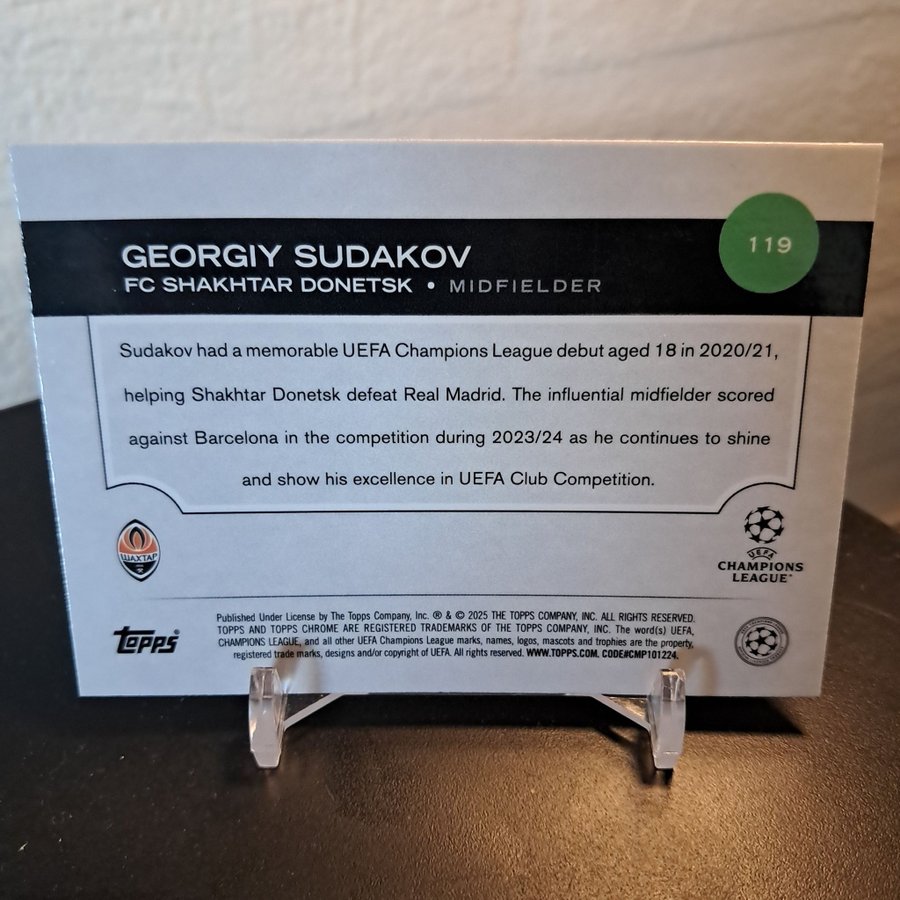 119
GEORGIY SUDAKOV
FC SHAKHTAR DONETSK • MIDFIELDER
Sudakov had a memorable UEFA Champions League debut aged 18 in 2020/21,
helping Shakhtar Donetsk defeat Real Madrid. The influential midfielder scored
against Barcelona in the competition during 2023/24 as he continues to shine
and show his excellence in UEFA Club Competition.
ШАХТАР
UEFA
CHAMPIONS
LEAGUE®
topps®
Published Under License by The Topps Company, Inc. ® & © 2025 THE TOPPS COMPANY, INC. ALL RIGHTS RESERVED.
TOPPS AND TOPPS CHROME ARE REGISTERED TRADEMARKS OF THE TOPPS COMPANY, INC. The word(s) UEFA,
CHAMPIONS LEAGUE, and all other UEFA Champions League marks, names, logos, mascots and trophies are the property,
registered trade marks, designs and/or copyright of UEFA. All rights reserved. WWW.TOPPS.COM. CODE#CMP101224.